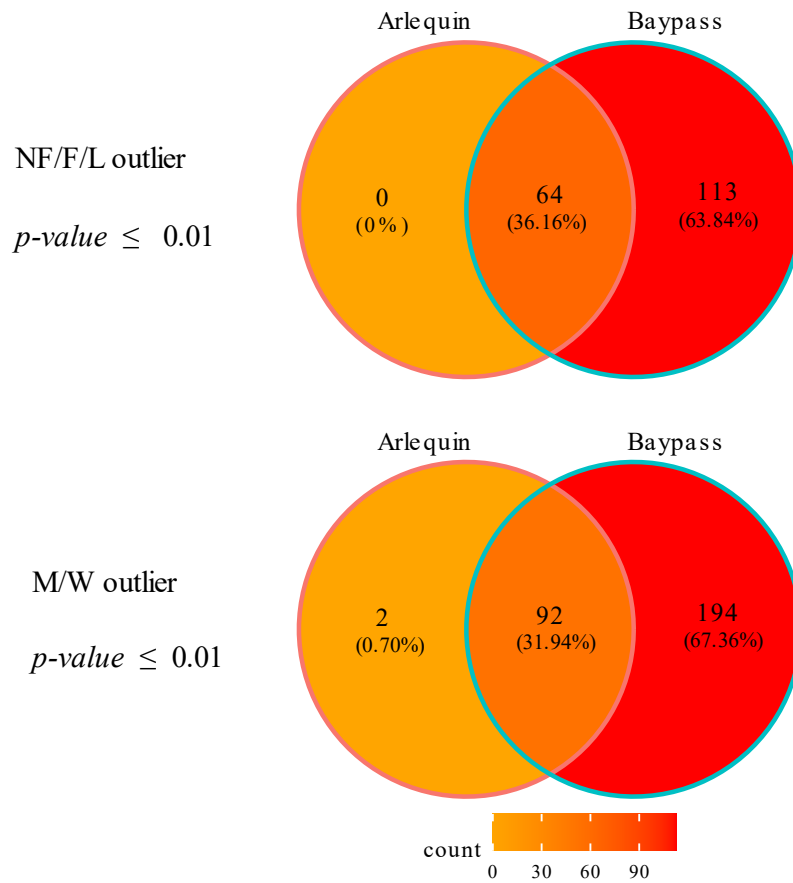 Arlequin Baypass
NF/F/L outlier
p-value ≤ 0.01
0 64 113
(0%) (36.16%) (63.84%)
Arlequin Baypass
M/W outlier
p-value ≤ 0.01
2 92 194
(0.70%) (31.94%) (67.36%)
count
0 30 60 90